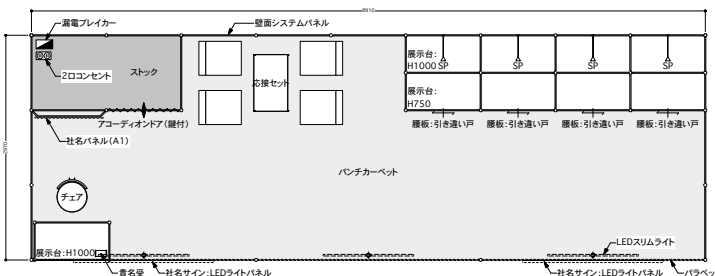 8910
漏電ブレイカー
壁面システムパネル
2口コンセント
ストック
応接セット
展示台:
H1000
SP
SP
SP
SP
展示台:
H750
アコーディオンドア(鍵付)
腰板:引き違い戸
腰板:引き違い戸
腰板:引き違い戸
腰板:引き違い戸
社名パネル(A1)
2970
パンチカーペット
チェア
LEDスリムライト
展示台:H1000
貴名受
社名サイン:LEDライトパネル
社名サイン:LEDライトパネル
パラペッ